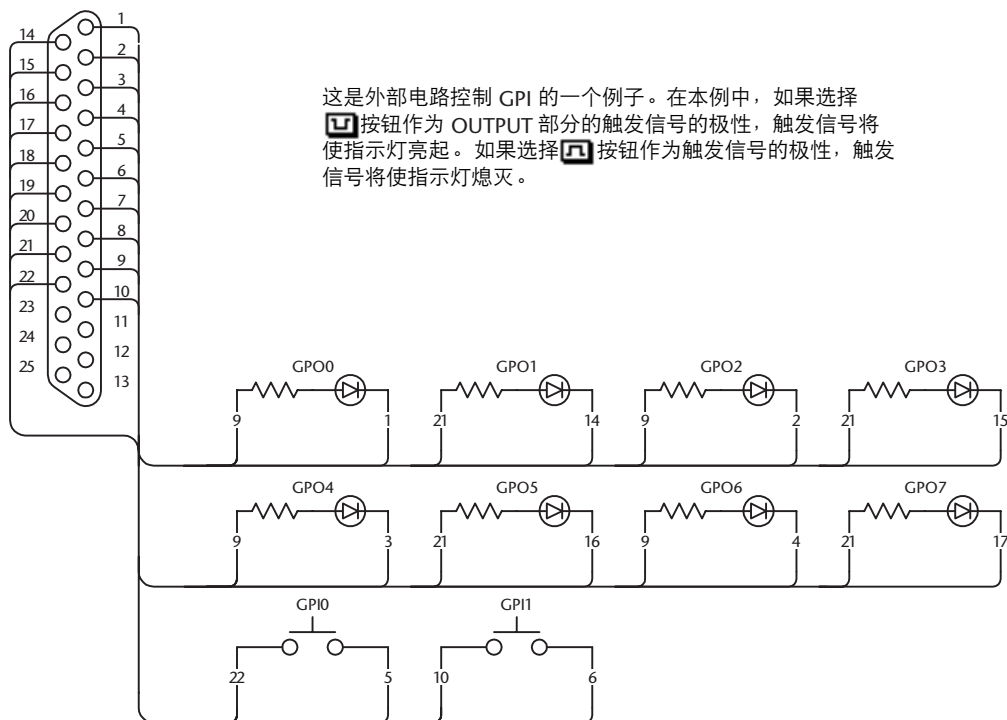 1
14
2
15
3
16
4
17
5
18
6
19
7
20
8
21
9
22
10
23
11
24
12
25
13
这是外部电路控制 GPI 的一个例子。在本例中，如果选择
按钮作为 OUTPUT 部分的触发信号的极性，触发信号将
使指示灯亮起。如果选择 按钮作为触发信号的极性，触发
信号将使指示灯熄灭。
GPO0 GPO1 GPO2 GPO3
9 1 21 14 9 2 21 15
GPO4 GPO5 GPO6 GPO7
9 3 21 16 9 4 21 17
GPI0 GPI1
22 5 10 6